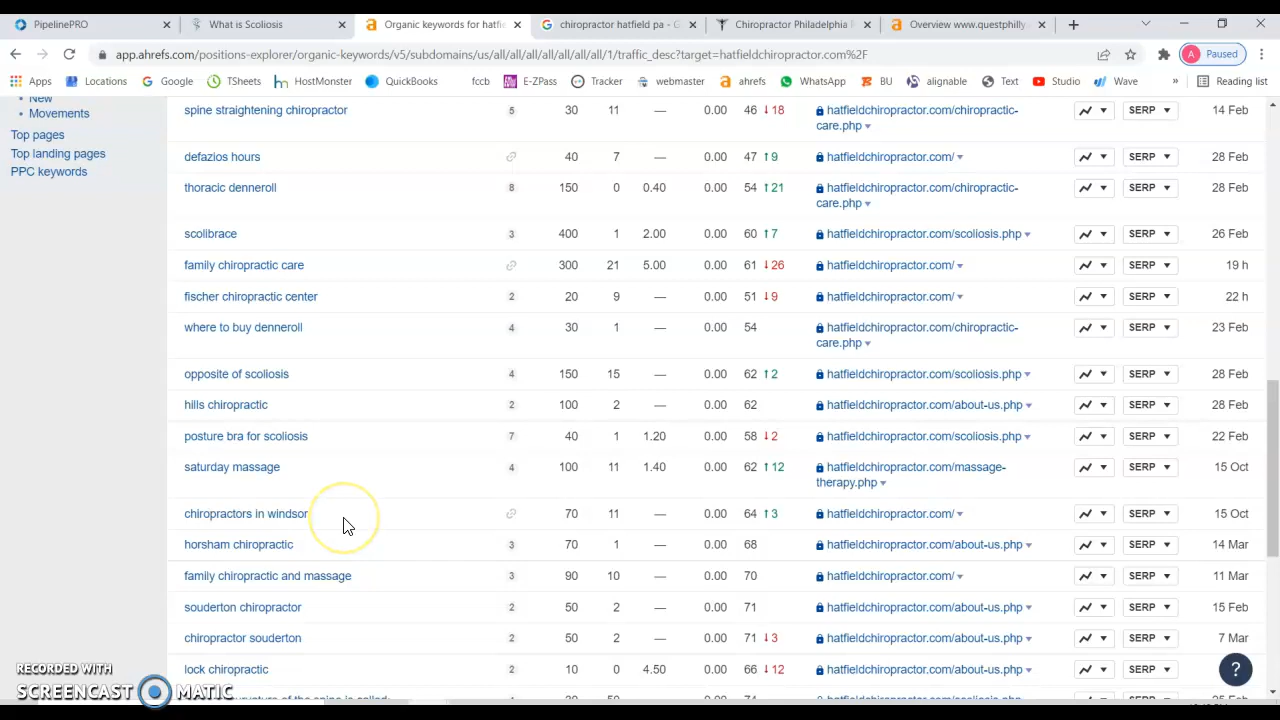 PipelinePRO × What is Scoliosis × Organic keywords for hatfie × chiropractor hatfield pa - G × Chiropractor Philadelphia × Overview www.questphilly. × +
app.ahrefs.com/positions-explorer/organic-keywords/v5/subdomains/us/all/all/all/all/all/all/all/1/traffic_desc?target=hatfieldchiropractor.com%2F A Paused
Apps Locations Google TSheets HostMonster QuickBooks fccb E-ZPass Tracker webmaster ahrefs WhatsApp BU alignable Text Studio Wave » Reading list
New
Movements
Top pages
Top landing pages
PPC keywords
spine straightening chiropractor 5 30 11 — 0.00 46 ↓18 hatfieldchiropractor.com/chiropractic-care.php SERP 14 Feb
defazios hours 40 7 — 0.00 47 ↑9 hatfieldchiropractor.com/ SERP 28 Feb
thoracic denneroll 8 150 0 0.40 0.00 54 ↑21 hatfieldchiropractor.com/chiropractic-care.php SERP 28 Feb
scolibrace 3 400 1 2.00 0.00 60 ↑7 hatfieldchiropractor.com/scoliosis.php SERP 26 Feb
family chiropractic care 300 21 5.00 0.00 61 ↓26 hatfieldchiropractor.com/ SERP 19 h
fischer chiropractic center 2 20 9 — 0.00 51 ↓9 hatfieldchiropractor.com/ SERP 22 h
where to buy denneroll 4 30 1 — 0.00 54 hatfieldchiropractor.com/chiropractic-care.php SERP 23 Feb
opposite of scoliosis 4 150 15 — 0.00 62 ↑2 hatfieldchiropractor.com/scoliosis.php SERP 28 Feb
hills chiropractic 2 100 2 — 0.00 62 hatfieldchiropractor.com/about-us.php SERP 28 Feb
posture bra for scoliosis 7 40 1 1.20 0.00 58 ↓2 hatfieldchiropractor.com/scoliosis.php SERP 22 Feb
saturday massage 4 100 11 1.40 0.00 62 ↑12 hatfieldchiropractor.com/massage-therapy.php SERP 15 Oct
chiropractors in windsor 70 11 — 0.00 64 ↑3 hatfieldchiropractor.com/ SERP 15 Oct
horsham chiropractic 3 70 1 — 0.00 68 hatfieldchiropractor.com/about-us.php SERP 14 Mar
family chiropractic and massage 3 90 10 — 0.00 70 hatfieldchiropractor.com/ SERP 11 Mar
souderton chiropractor 2 50 2 — 0.00 71 hatfieldchiropractor.com/about-us.php SERP 15 Feb
chiropractor souderton 2 50 2 — 0.00 71 ↓3 hatfieldchiropractor.com/about-us.php SERP 7 Mar
lock chiropractic 2 10 0 4.50 0.00 66 ↓12 hatfieldchiropractor.com/about-us.php SERP 16 Feb
?
RECORDED WITH
SCREENCAST MATIC